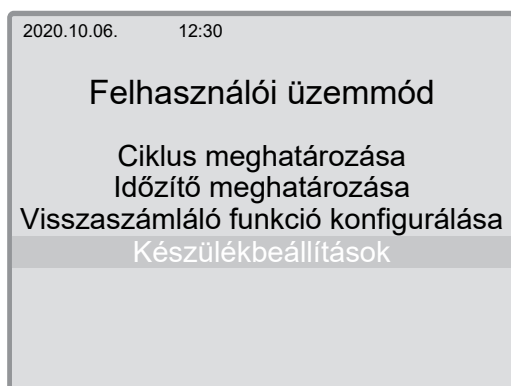 2020.10.06. 12:30
Felhasználói üzemmód
Ciklus meghatározása
Időzítő meghatározása
Visszaszámláló funkció konfigurálása
Készülékbeállítások